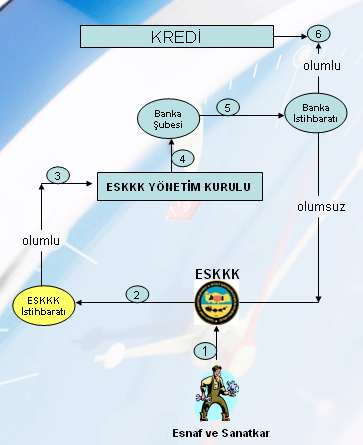 KREDİ
6
olumlu
Banka
Şubesi
5
Banka
İstihbaratı
3
4
ESKKK YÖNETİM KURULU
olumsuz
olumlu
ESKKK
ESKKK
İstihbaratı
2
1
Esnaf ve Sanatkar